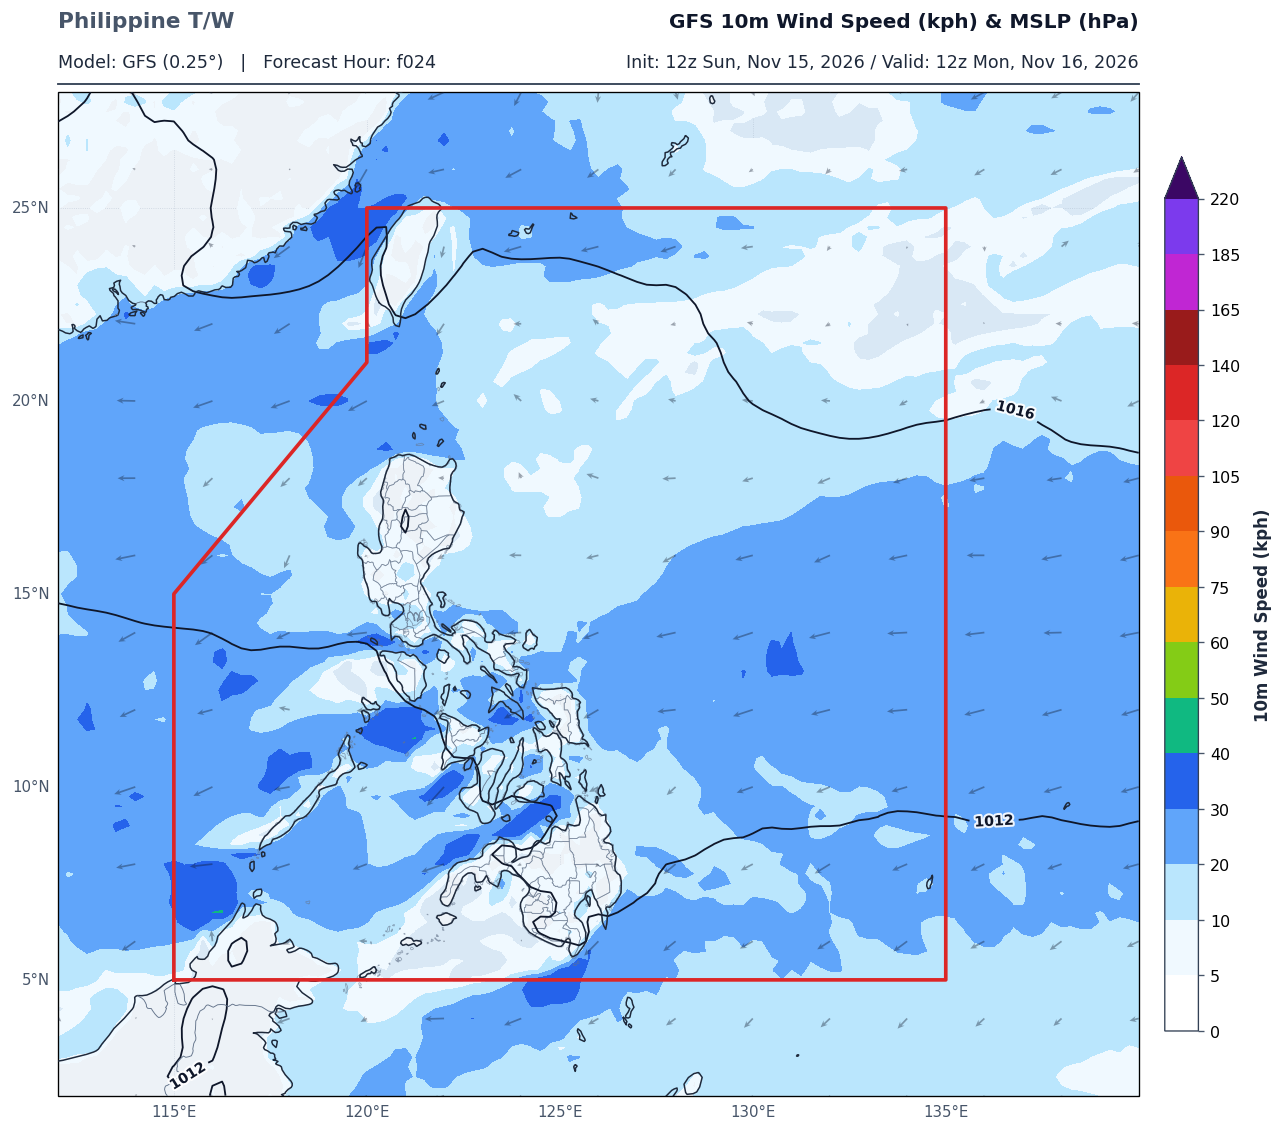 Philippine T/W
GFS 10m Wind Speed (kph) & MSLP (hPa)
Model: GFS (0.25°) | Forecast Hour: f024
Init: 12z Sun, Nov 15, 2026 / Valid: 12z Mon, Nov 16, 2026
25°N
20°N
15°N
10°N
5°N
115°E
120°E
125°E
130°E
135°E
1016
1012
1012
220
185
165
140
120
105
90
75
60
50
40
30
20
10
5
0
10m Wind Speed (kph)